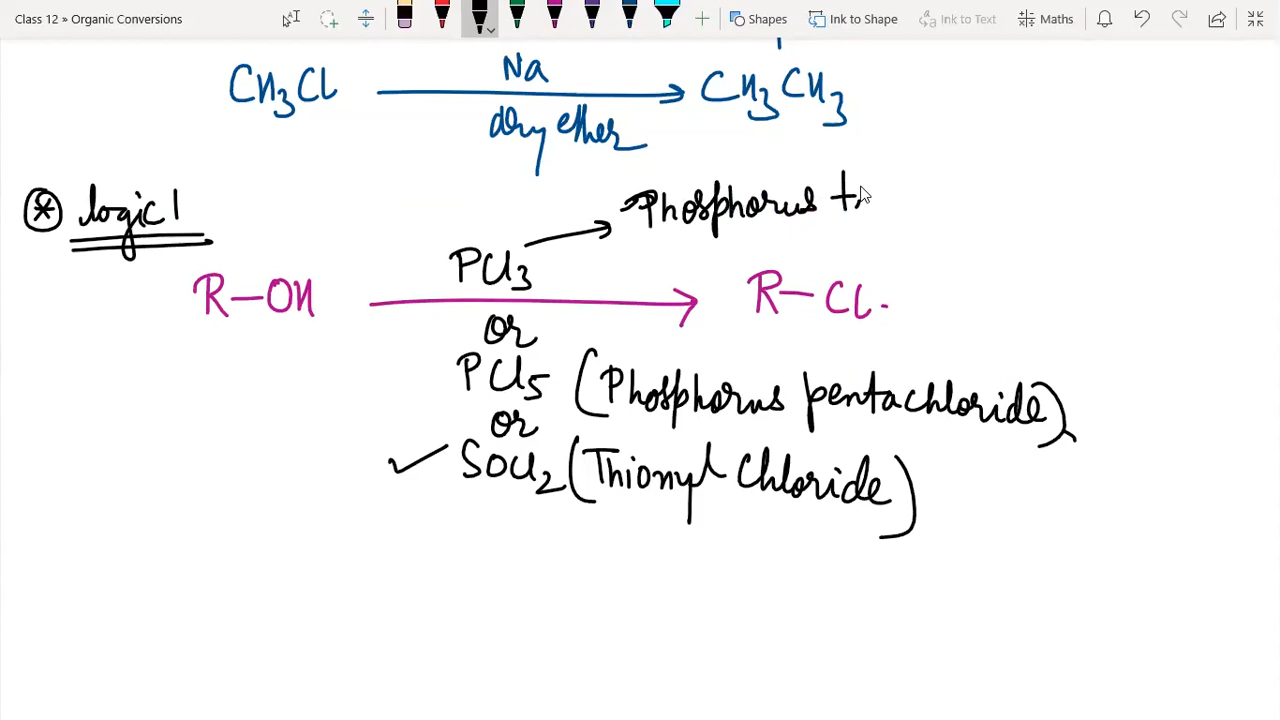 Class 12 » Organic Conversions
Shapes
Ink to Shape
Ink to Text
Maths
CH3Cl Na CH3CH3
dry ether
* logic 1
Phosphorus
PCl3
R-OH R-Cl.
or
PCl5 (Phosphorus pentachloride)
or
✓ SOCl2 (Thionyl Chloride)